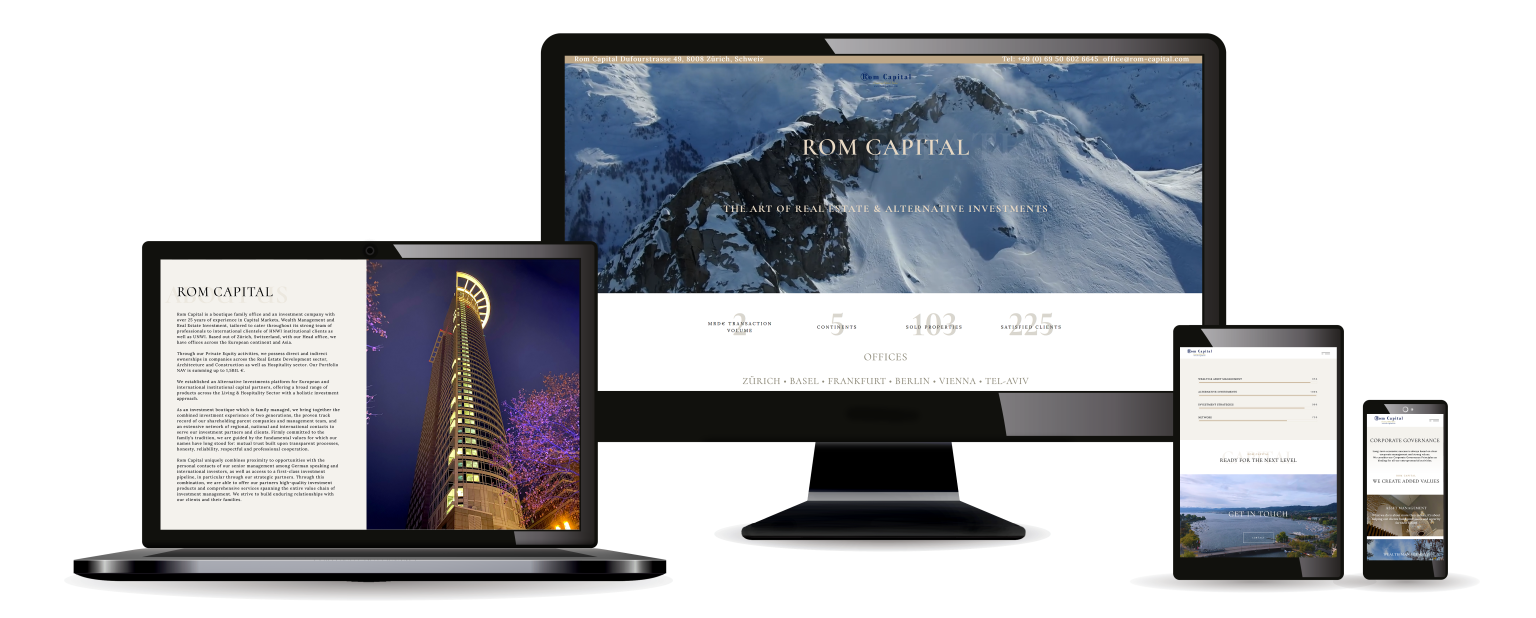 Rom Capital Dufourstrasse 49, 8008 Zürich, Schweiz
Tel: +49 (0) 69 50 602 6645 office@rom-capital.com
Rom Capital
ROM CAPITAL
THE ART OF REAL ESTATE & ALTERNATIVE INVESTMENTS
2
MRD€ TRANSACTION
VOLUME
5
CONTINENTS
103
SOLD PROPERTIES
225
SATISFIED CLIENTS
OFFICES
ZÜRICH • BASEL • FRANKFURT • BERLIN • VIENNA • TEL-AVIV
ROM CAPITAL
Rom Capital is a boutique family office and an investment company with
over 25 years of experience in Capital Markets, Wealth Management and
Real Estate Investment, tailored to cater throughout its strong team of
professionals to international clientele of HNWI institutional clients as
well as UNWI. Based out of Zürich, Switzerland, with our Head office, we
have offices across the European continent and Asia.
Through our Private Equity activities, we possess direct and indirect
ownerships in companies across the Real Estate Development sector,
Architecture and Construction as well as Hospitality sector. Our Portfolio
NAV is summing up to
We established an Alternative Investments platform for European and
international institutional capital partners, offering a broad range of
products across the Living & Hospitality Sector with a holistic investment
approach.
As an investment boutique which is family managed, we bring together the
combined investment experience of two generations, the proven track
record of our shareholding parent companies and management team, and
an extensive network of regional, national and international contacts to
serve our investment partners and clients. Firmly committed to the
family's tradition, we are guided by the fundamental values for which our
names have long stood for: mutual trust built upon transparent processes,
honesty, reliability, respectful and professional cooperation.
Rom Capital uniquely combines proximity to opportunities with the
personal contacts of our senior management among German speaking and
international investors, as well as access to a first-class investment
pipeline, in particular through our strategic partners. Through this
combination, we are able to offer our partners high-quality investment
products and comprehensive services spanning the entire value chain of
investment management. We strive to build enduring relationships with
our clients and their families.
Rom Capital
WEALTH & ASSET MANAGEMENT
ALTERNATIVE INVESTMENTS
INVESTMENT STRATEGIES
NETWORK
READY FOR THE NEXT LEVEL
GET IN TOUCH
Rom Capital
CORPORATE GOVERNANCE
WE CREATE ADDED VALUES
ASSET MANAGEMENT